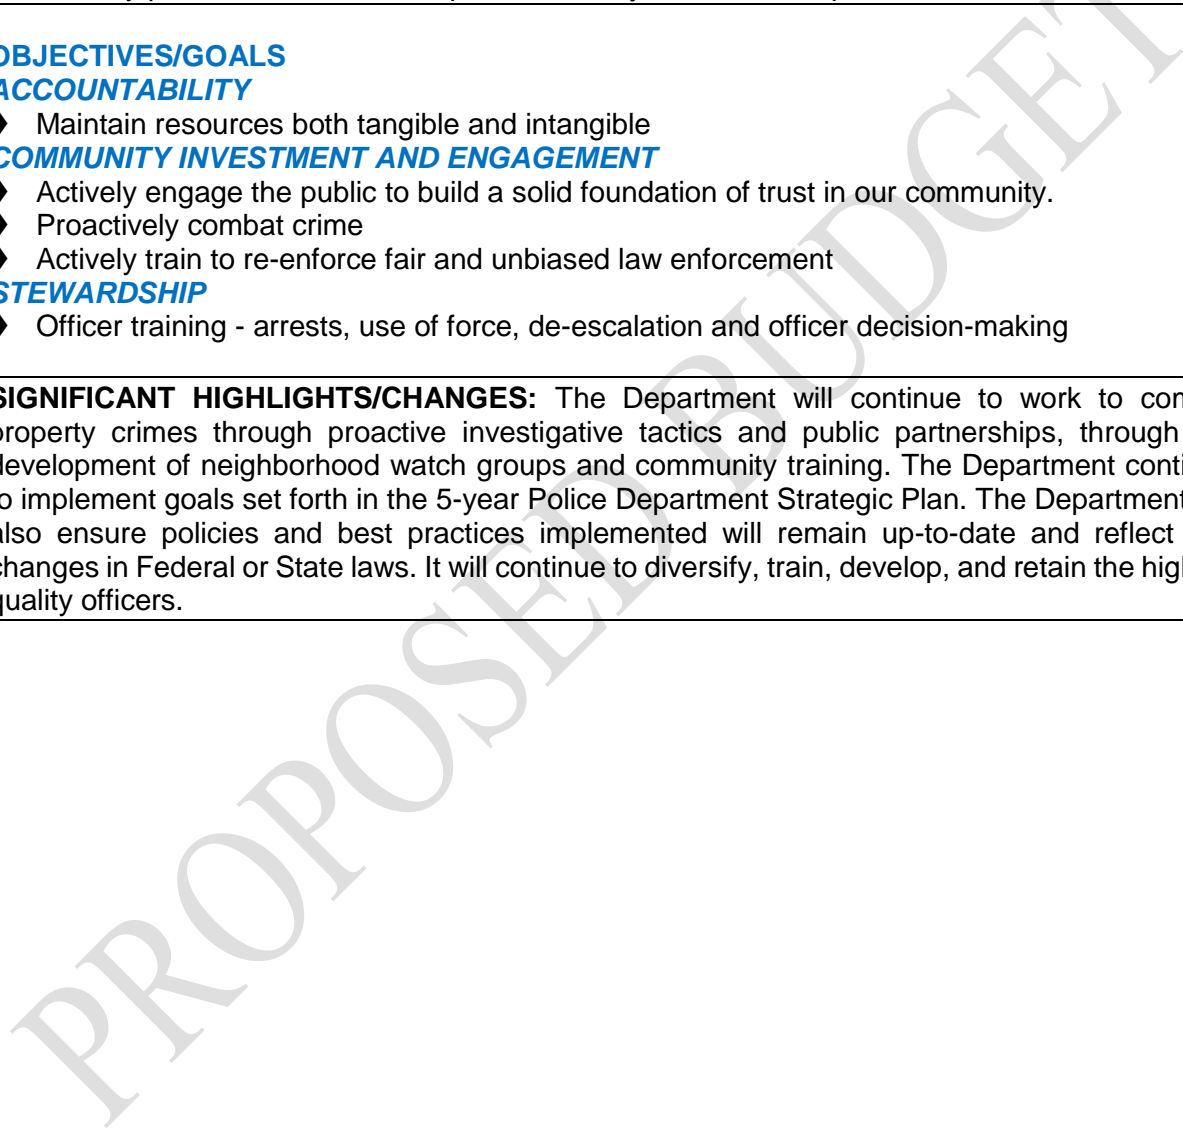 OBJECTIVES/GOALS
ACCOUNTABILITY
Maintain resources both tangible and intangible
COMMUNITY INVESTMENT AND ENGAGEMENT
Actively engage the public to build a solid foundation of trust in our community.
Proactively combat crime
Actively train to re-enforce fair and unbiased law enforcement
STEWARDSHIP
Officer training - arrests, use of force, de-escalation and officer decision-making
SIGNIFICANT HIGHLIGHTS/CHANGES: The Department will continue to work to com
property crimes through proactive investigative tactics and public partnerships, through
development of neighborhood watch groups and community training. The Department conti
to implement goals set forth in the 5-year Police Department Strategic Plan. The Department
also ensure policies and best practices implemented will remain up-to-date and reflect
changes in Federal or State laws. It will continue to diversify, train, develop, and retain the high
quality officers.
PROPOSED BUDGET